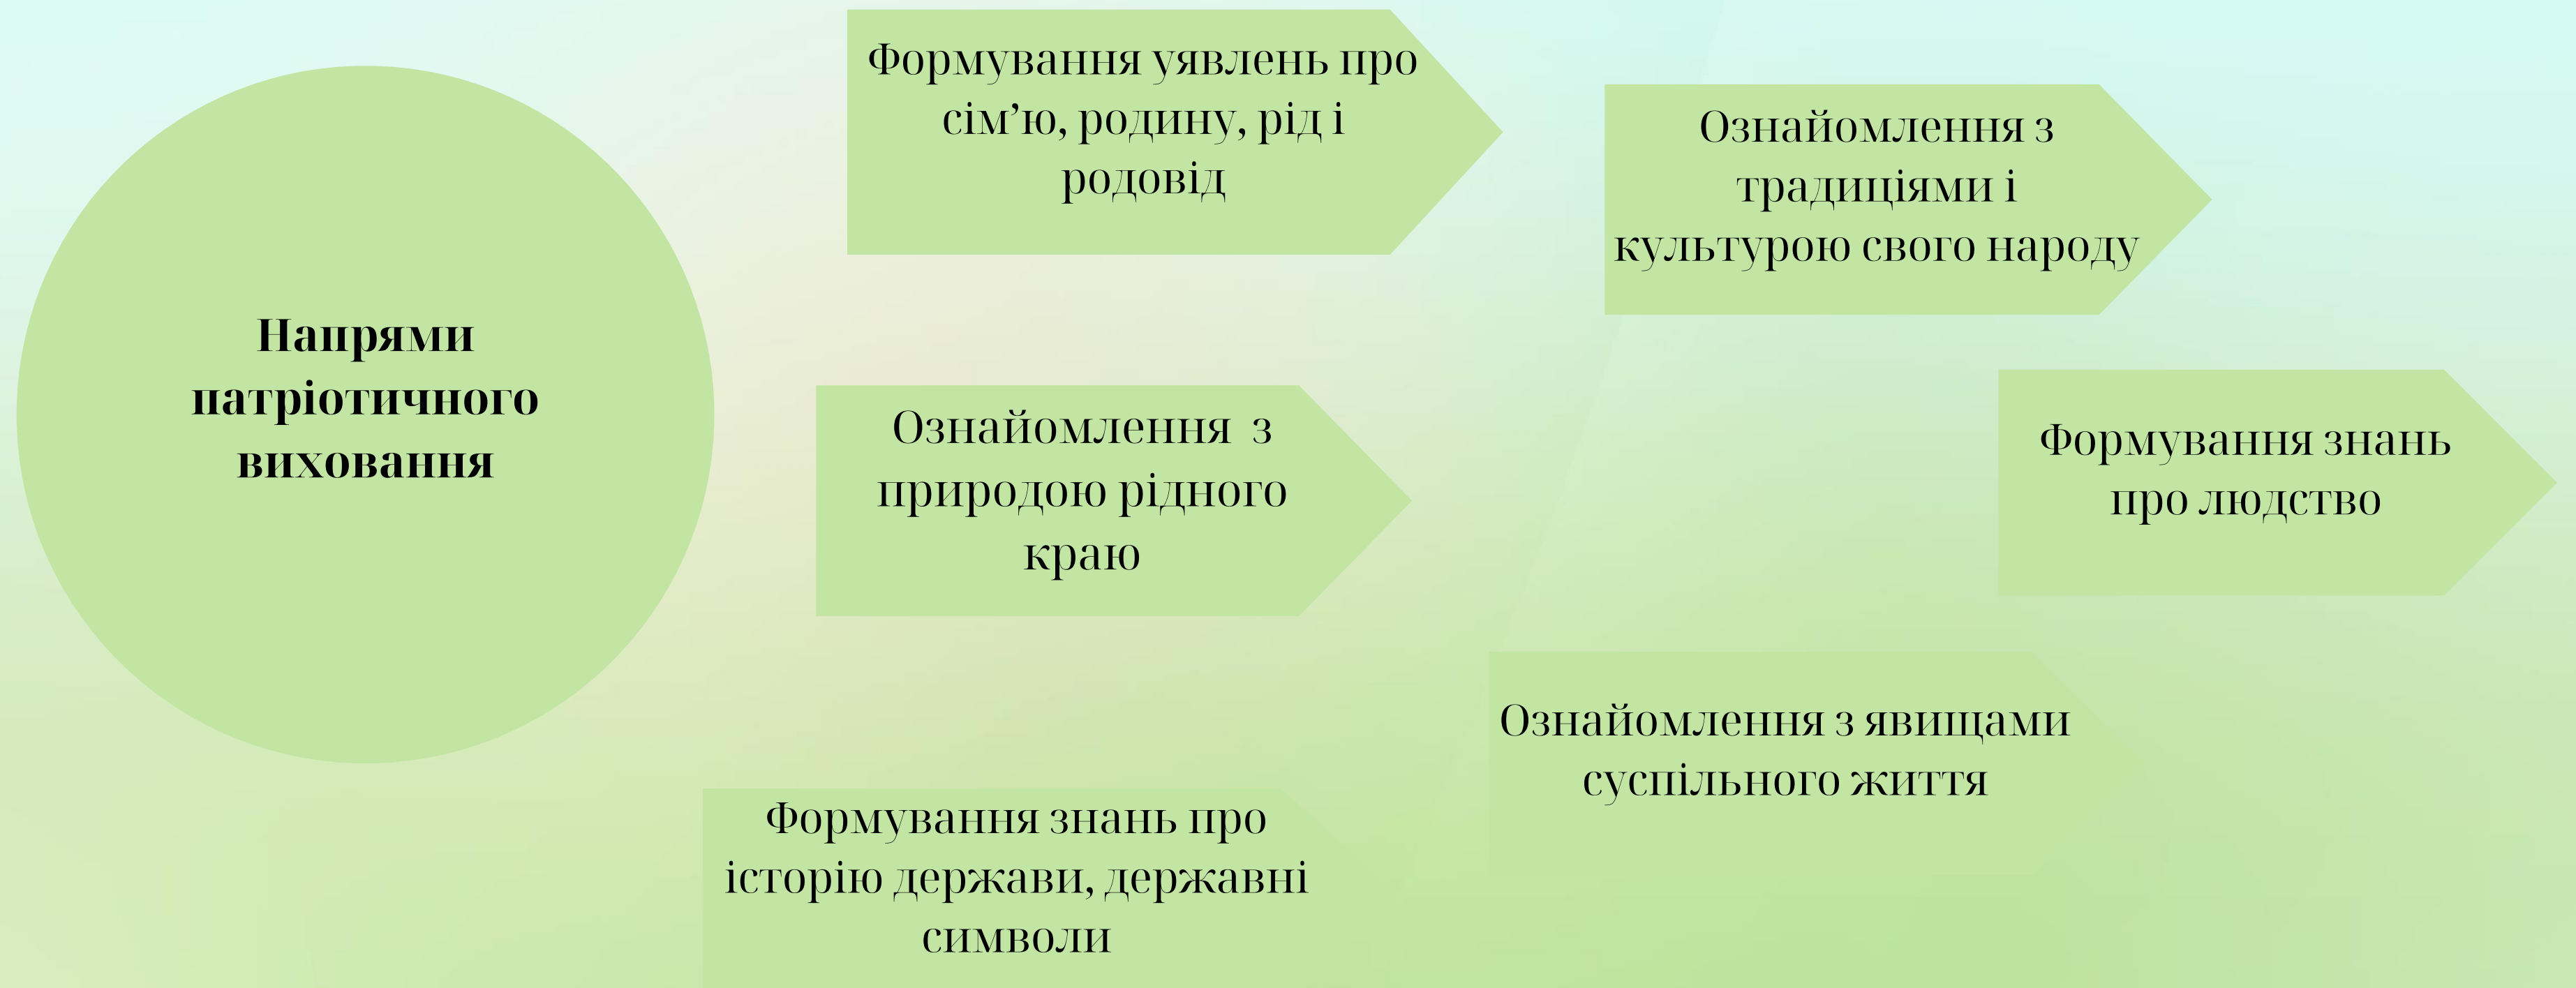 Напрями
патріотичного
виховання
Формування уявлень про
сім’ю, родину, рід і
родовід
Ознайомлення з
традиціями і
культурою свого народу
Ознайомлення  з
природою рідного
краю
Формування знань
про людство
Ознайомлення з явищами
суспільного життя
Формування знань про
історію держави, державні
символи